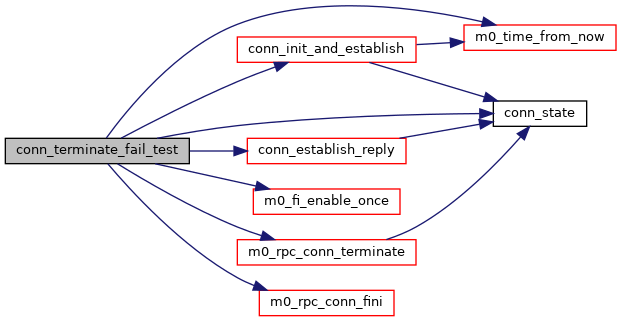 m0_time_from_now
conn_init_and_establish
conn_state
conn_terminate_fail_test
conn_establish_reply
m0_fi_enable_once
m0_rpc_conn_terminate
m0_rpc_conn_fini